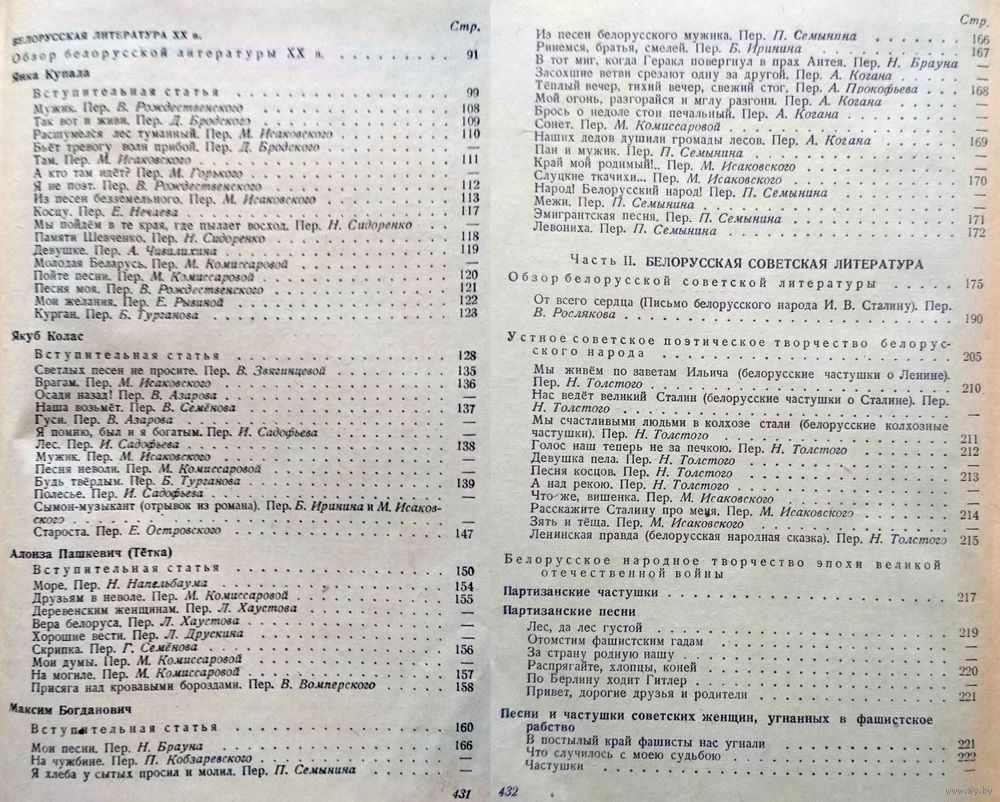 Стр.
БЕЛОРУССКАЯ ЛИТЕРАТУРА XX в.
Обзор белорусской литературы XX в. . . . . 91
Янка Купала
Вступительная статья . . . . 99
Мужик. Пер. В. Рождественского . . . . 108
Так вот и живи. Пер. Д. Бродского . . . . 109
Расшумелся лес туманный. Пер. М. Исаковского . . . . 110
Бьёт тревогу волн прибой. Пер. Д. Бродского . . . . —
Там. Пер. М. Исаковского . . . . 111
А кто там идёт? Пер. М. Горького . . . . —
Я не поэт. Пер. В. Рождественского . . . . 112
Из песен безземельного. Пер. М. Исаковского . . . . 113
Косцу. Пер. Е. Нечаева . . . . 117
Мы пойдём в те края, где пылает восход. Пер. Н. Сидоренко . . —
Памяти Шевченко. Пер. Н. Сидоренко . . . . 118
Девушке. Пер. А. Чивилихина . . . . 119
Молодая Беларусь. Пер. М. Комиссаровой . . . . —
Пойте песни. Пер. М. Комиссаровой . . . . 120
Песня моя. Пер. В. Рождественского . . . . 121
Мои желания. Пер. Е. Рывиной . . . . 122
Курган. Пер. Б. Турганова . . . . 123
Якуб Колас
Вступительная статья . . . . 128
Светлых песен не просите. Пер. В. Звягинцевой . . . . 135
Врагам. Пер. М. Исаковского . . . . 136
Осади назад! Пер. В. Азарова . . . . —
Наша возьмёт. Пер. В. Семёнова . . . . 137
Гуси. Пер. В. Азарова . . . . —
Я помню, был и я богатым. Пер. И. Садофьева . . . . —
Лес. Пер. И. Садофьева . . . . 138
Мужик. Пер. М. Исаковского . . . . —
Песня неволи. Пер. М. Комиссаровой . . . . —
Будь твёрдым. Пер. Б. Турганова . . . . 139
Полесье. Пер. И. Садофьева . . . . —
Сымон-музыкант (отрывок из романа). Пер. Б. Иринина и М. Исаков-
ского . . . . —
Староста. Пер. Е. Островского . . . . 147
Алоиза Пашкевич (Тётка)
Вступительная статья . . . . 150
Море. Пер. Н. Напельбаума . . . . 154
Друзьям в неволе. Пер. М. Комиссаровой . . . . 155
Деревенским женщинам. Пер. Л. Хаустова . . . . —
Вера белоруса. Пер. Л. Хаустова . . . . —
Хорошие вести. Пер. Л. Друскина . . . . —
Скрипка. Пер. Г. Семёнова . . . . 156
Мои думы. Пер. М. Комиссаровой . . . . —
На могиле. Пер. М. Комиссаровой . . . . 157
Присяга над кровавыми бороздами. Пер. В. Вомперского . . . . 158
Максим Богданович
Вступительная статья . . . . 160
Мои песни. Пер. Н. Брауна . . . . 166
На чужбине. Пер. П. Кобзаревского . . . . —
Я хлеба у сытых просил и молил. Пер. П. Семынина . . . . —
431
Стр.
Из песен белорусского мужика. Пер. П. Семынина . . . . 166
Ринемся, братья, смелей. Пер. Б. Иринина . . . . 167
В тот миг, когда Геракл повергнул в прах Антея. Пер. Н. Брауна —
Засохшие ветви срезают одну за другой. Пер. А. Когана . . . . —
Тёплый вечер, тихий вечер, свежий стог. Пер. А. Прокофьева . . . 168
Мой огонь, разгорайся и мглу разгони. Пер. А. Когана . . . . —
Брось о недоле стон печальный. Пер. А. Когана . . . . —
Сонет. Пер. М. Комиссаровой . . . . —
Наших дедов душили громады лесов. Пер. А. Когана . . . . 169
Пан и мужик. Пер. П. Семынина . . . . —
Край мой родимый!.. Пер. М. Исаковского . . . . —
Слуцкие ткачихи... Пер. М. Исаковского . . . . 170
Народ! Белорусский народ! Пер. П. Семынина . . . . —
Межи. Пер. П. Семынина . . . . —
Эмигрантская песня. Пер. П. Семынина . . . . 171
Левониха. Пер. П. Семынина . . . . 172
Часть II. БЕЛОРУССКАЯ СОВЕТСКАЯ ЛИТЕРАТУРА
Обзор белорусской советской литературы . . . . 175
От всего сердца (Письмо белорусского народа И. В. Сталину). Пер.
В. Рослякова . . . . 190
Устное советское поэтическое творчество белорус-
ского народа . . . . 205
Мы живём по заветам Ильича (белорусские частушки о Ленине).
Пер. Н. Толстого . . . . 210
Нас ведёт великий Сталин (белорусские частушки о Сталине). Пер.
Н. Толстого . . . . —
Мы счастливыми людьми в колхозе стали (белорусские колхозные
частушки). Пер. Н. Толстого . . . . 211
Голос наш теперь не за печкою. Пер. Н. Толстого . . . . 212
Девушка пела. Пер. Н. Толстого . . . . —
Песня косцов. Пер. Н. Толстого . . . . 213
А над рекою. Пер. Н. Толстого . . . . —
Что же, вишенка. Пер. М. Исаковского . . . . —
Расскажите Сталину про меня. Пер. М. Исаковского . . . . 214
Зять и тёща. Пер. М. Исаковского . . . . —
Ленинская правда (белорусская народная сказка). Пер. Н. Толстого 215
Белорусское народное творчество эпохи великой
отечественной войны
Партизанские частушки . . . . 217
Партизанские песни
Лес, да лес густой . . . . 219
Отомстим фашистским гадам . . . . —
За страну родную нашу . . . . —
Распрягайте, хлопцы, коней . . . . 220
По Берлину ходит Гитлер . . . . —
Привет, дорогие друзья и родители . . . . 221
Песни и частушки советских женщин, угнанных в фашистское
рабство
В постылый край фашисты нас угнали . . . . 221
Что случилось с моею судьбою . . . . 222
Частушки . . . . —
432
www.ay.by